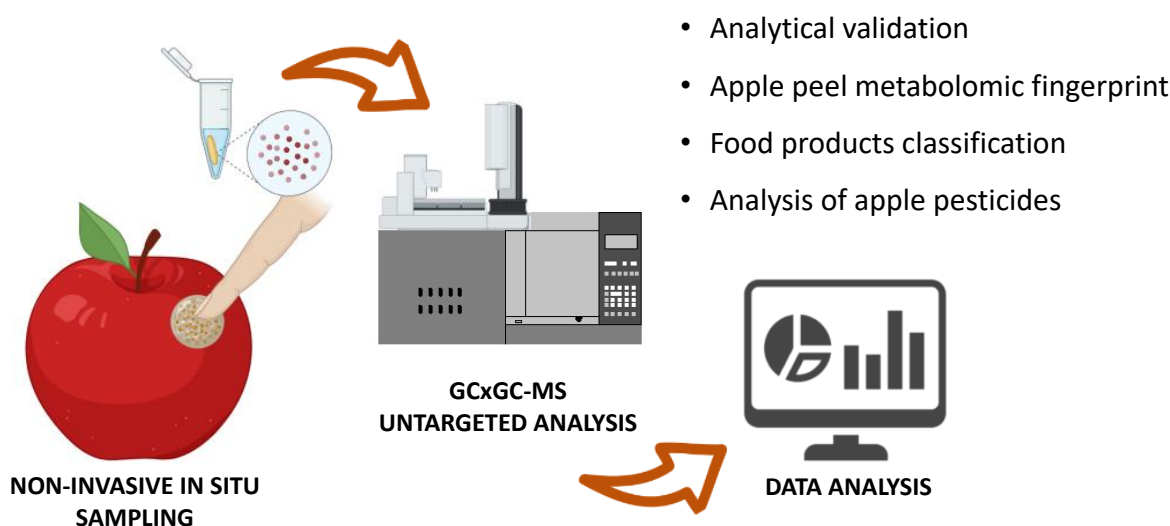 • Analytical validation
• Apple peel metabolomic fingerprint
• Food products classification
• Analysis of apple pesticides
GCxGC-MS
UNTARGETED ANALYSIS
NON-INVASIVE IN SITU
SAMPLING
DATA ANALYSIS